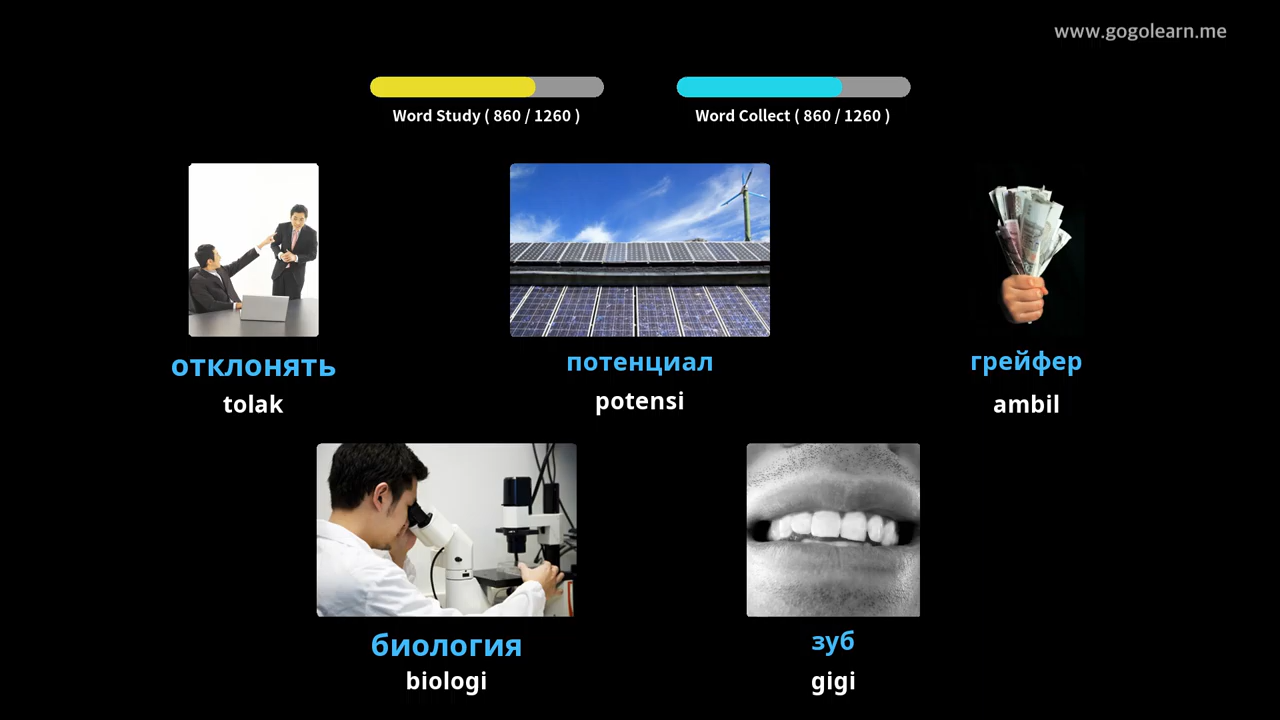 www.gogolearn.me
Word Study ( 860 / 1260 )
Word Collect ( 860 / 1260 )
отклонять
tolak
потенциал
potensi
грейфер
ambil
биология
biologi
зуб
gigi